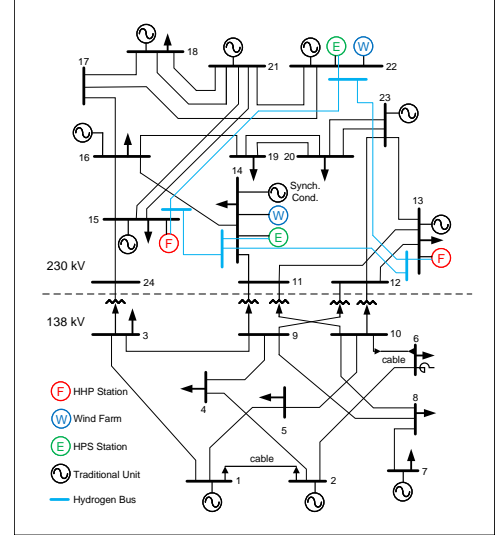 18
17
21
E
W
22
23
16
19
20
14
Synch.
Cond.
13
W
15
E
F
F
230 kV
24
11
12
138 kV
3
9
10
6
cable
F HHP Station
4
5
8
W Wind Farm
E HPS Station
cable
7
Traditional Unit
1
2
Hydrogen Bus